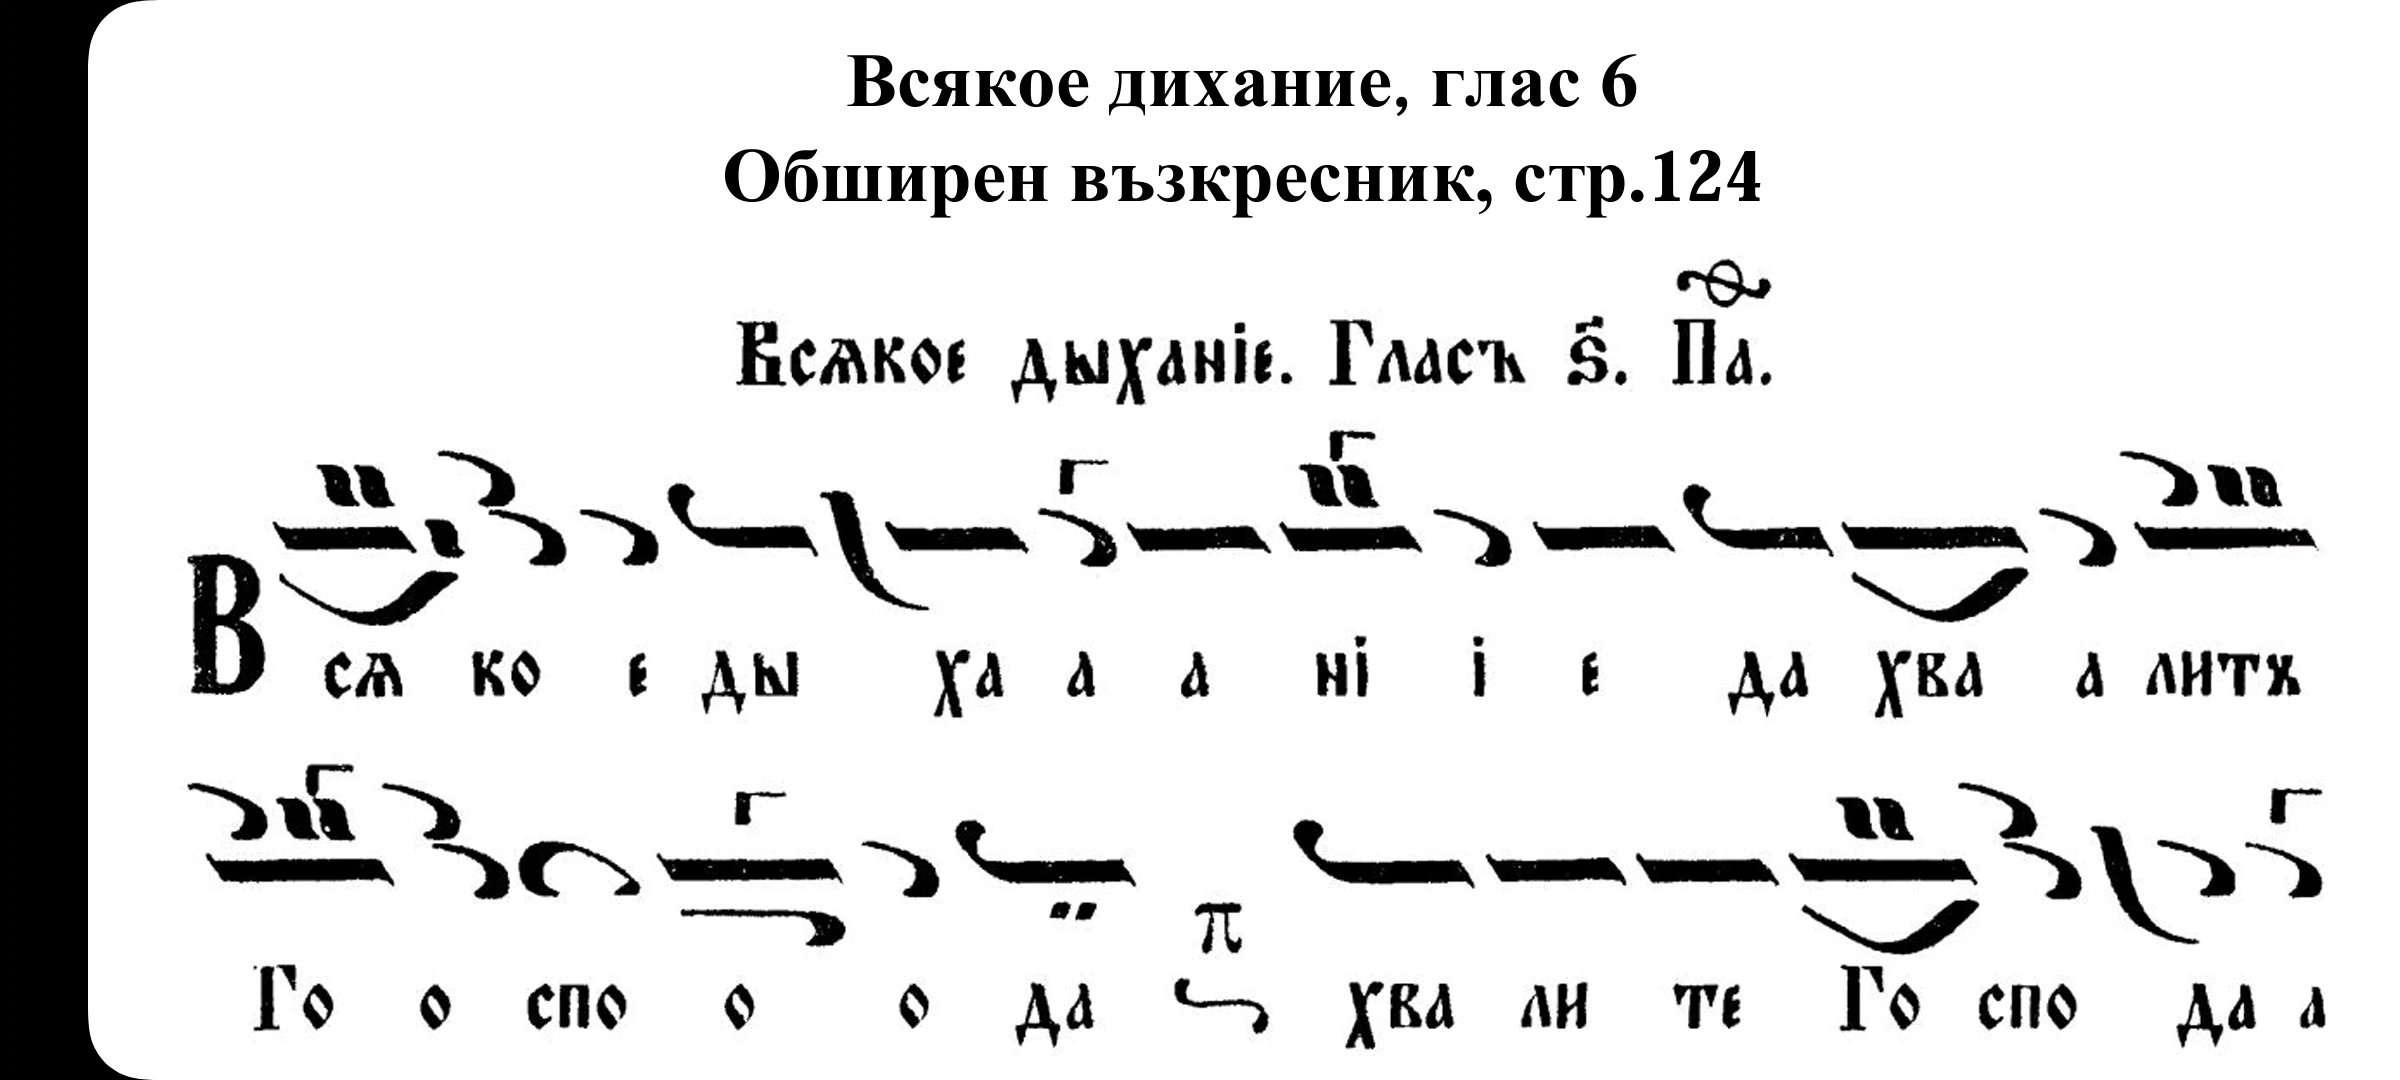 Всякое дихание, глас 6
Обширен възкресник, стр.124
Всѧкое дыханіе. Гласъ ѕ҃. Па.
Всѧ ко е ды ха а а ні і е да хва а литъ
Го о спо о о да π хва ли те Го спо да а